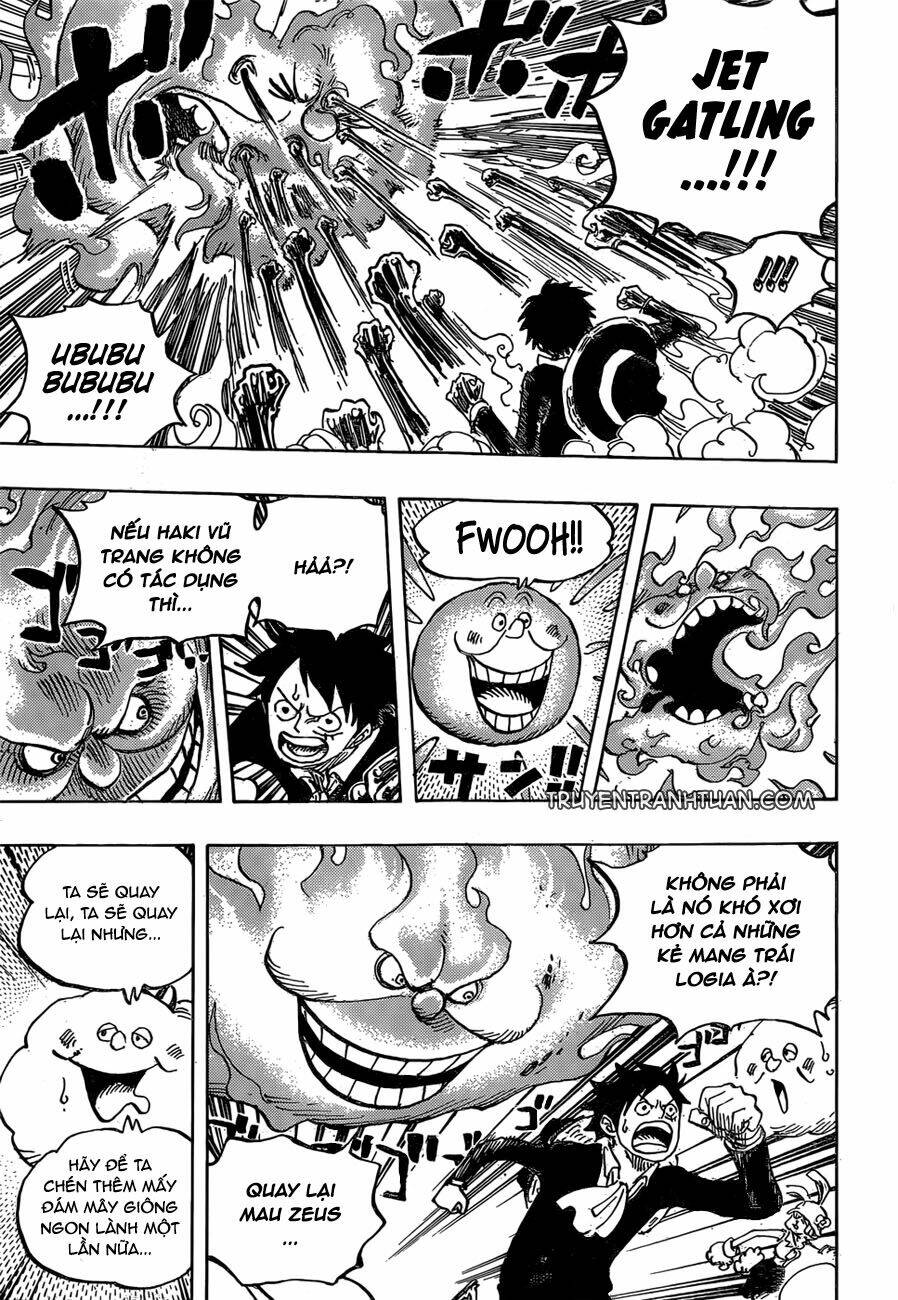 JET
GATLING
....!!!
!!!
UBUBU
BUBUBU
...!!!
FWOOH!!
サン!!
HẢẢ?!
NẾU HAKI VŨ
TRANG KHÔNG
CÓ TÁC DỤNG
THÌ...
TRUYENTRANHTUAN.COM
KHÔNG PHẢI
LÀ NÓ KHÓ XƠI
HƠN CẢ NHỮNG
KẺ MANG TRÁI
LOGIA À?!
QUAY LẠI
MAU ZEUS
...
TA SẼ QUAY
LẠI, TA SẼ QUAY
LẠI NHƯNG...
HÃY ĐỂ TA
CHÉN THÊM MẤY
ĐÁM MÂY GIÔNG
NGON LÀNH MỘT
LẦN NỮA...